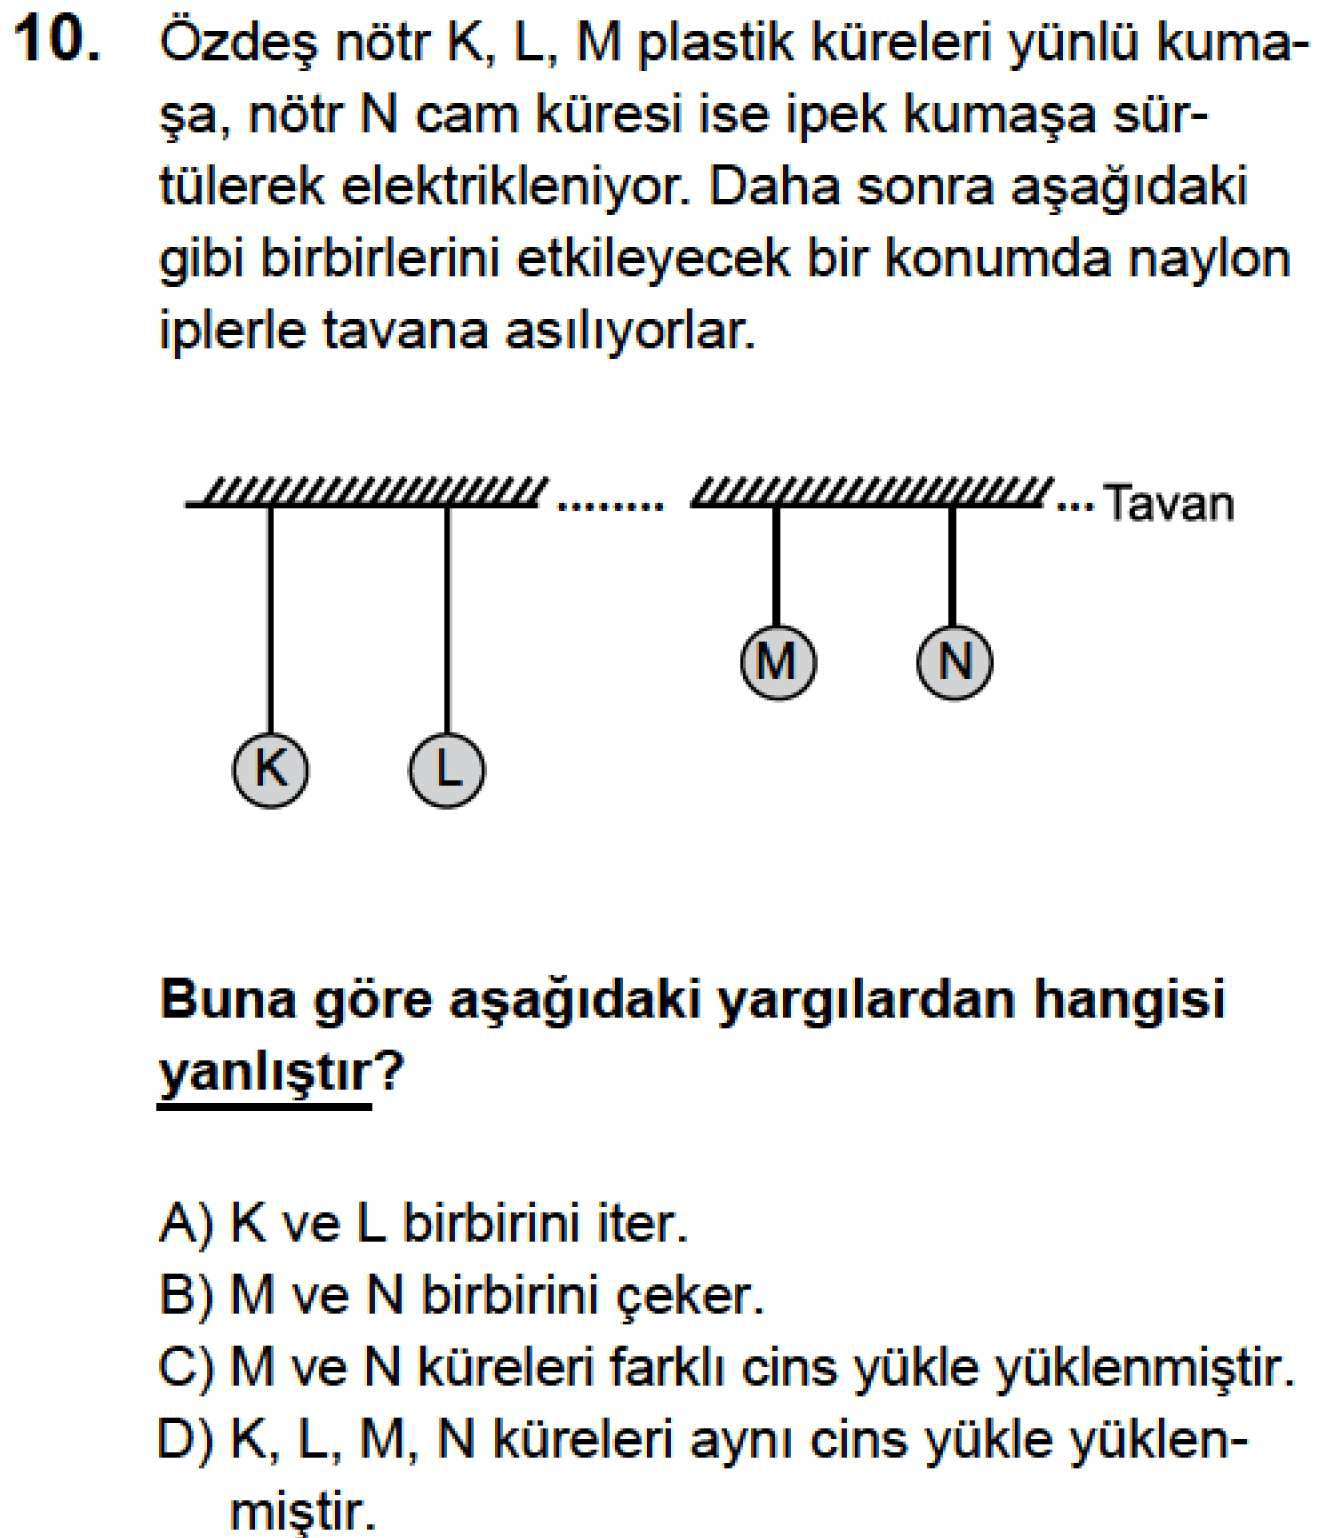 10. Özdeş nötr K, L, M plastik küreleri yünlü kuma-
şa, nötr N cam küresi ise ipek kumaşa sür-
tülerek elektrikleniyor. Daha sonra aşağıdaki
gibi birbirlerini etkileyecek bir konumda naylon
iplerle tavana asılıyorlar.
........ ... Tavan
M N
K L
Buna göre aşağıdaki yargılardan hangisi
yanlıştır?
A) K ve L birbirini iter.
B) M ve N birbirini çeker.
C) M ve N küreleri farklı cins yükle yüklenmiştir.
D) K, L, M, N küreleri aynı cins yükle yüklen-
miştir.